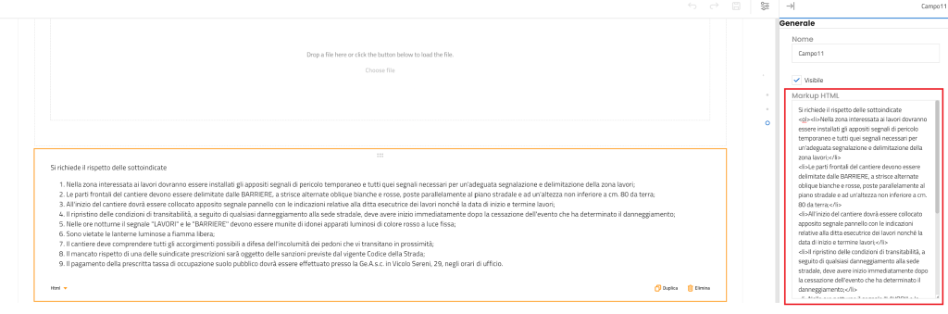 Campo11
Generale
Nome
Campo11
Drop a file here or click the button below to load the file.
Choose file
Visibile
Markup HTML
Si richiede il rispetto delle sottoindicate
<ol><li>Nella zona interessata ai lavori dovranno
essere installati gli appositi segnali di pericolo
temporaneo e tutti quei segnali necessari per
un'adeguata segnalazione e delimitazione della
zona lavori;</li>
<li>Le parti frontali del cantiere devono essere
delimitate dalle BARRIERE, a strisce alternate
oblique bianche e rosse, poste parallelamente al
piano stradale e ad un'altezza non inferiore a cm.
80 da terra;</li>
<li>All'inizio del cantiere dovrà essere collocato
apposito segnale pannello con le indicazioni
relative alla ditta esecutrice dei lavori nonché la
data di inizio e termine lavori;</li>
<li>Il ripristino delle condizioni di transitabilità, a
seguito di qualsiasi danneggiamento alla sede
stradale, deve avere inizio immediatamente dopo
la cessazione dell'evento che ha determinato il
danneggiamento;</li>
Si richiede il rispetto delle sottoindicate
1. Nella zona interessata ai lavori dovranno essere installati gli appositi segnali di pericolo temporaneo e tutti quei segnali necessari per un'adeguata segnalazione e delimitazione della zona lavori;
2. Le parti frontali del cantiere devono essere delimitate dalle BARRIERE, a strisce alternate oblique bianche e rosse, poste parallelamente al piano stradale e ad un'altezza non inferiore a cm. 80 da terra;
3. All'inizio del cantiere dovrà essere collocato apposito segnale pannello con le indicazioni relative alla ditta esecutrice dei lavori nonché la data di inizio e termine lavori;
4. Il ripristino delle condizioni di transitabilità, a seguito di qualsiasi danneggiamento alla sede stradale, deve avere inizio immediatamente dopo la cessazione dell'evento che ha determinato il danneggiamento;
5. Nelle ore notturne il segnale "LAVORI" e le "BARRIERE" devono essere munite di idonei apparati luminosi di colore rosso a luce fissa;
6. Sono vietate le lanterne luminose a fiamma libera;
7. Il cantiere deve comprendere tutti gli accorgimenti possibili a difesa dell'incolumità dei pedoni che vi transitano in prossimità;
8. Il mancato rispetto di una delle suindicate prescrizioni sarà oggetto delle sanzioni previste dal vigente Codice della Strada;
9. Il pagamento della prescritta tassa di occupazione suolo pubblico dovrà essere effettuato presso la Ge.A.s.c. in Vicolo Sereni, 29, negli orari di ufficio.
Html
Duplica
Elimina